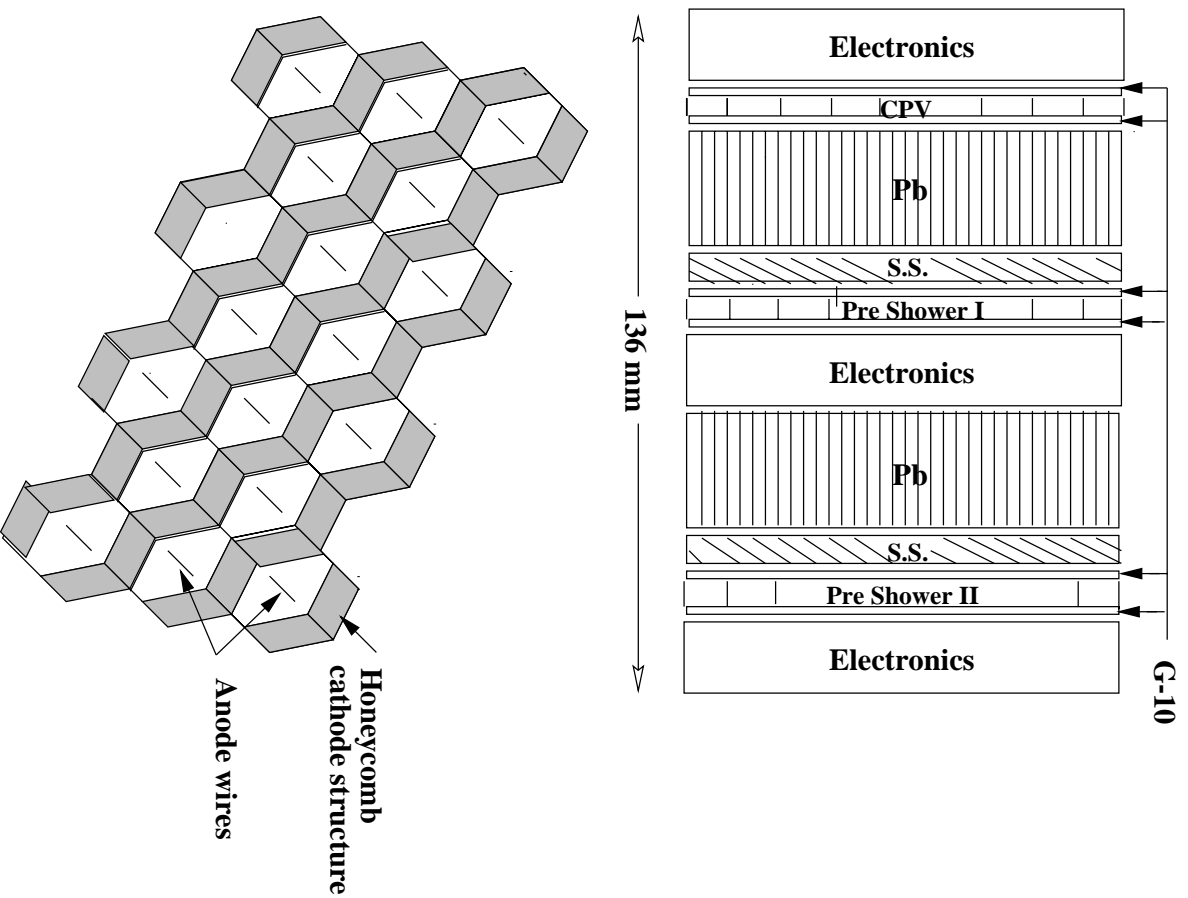 Electronics
CPV
Pb
S.S.
Pre Shower I
Electronics
Pb
S.S.
Pre Shower II
Electronics
136 mm
G-10
Honeycomb
cathode structure
Anode wires